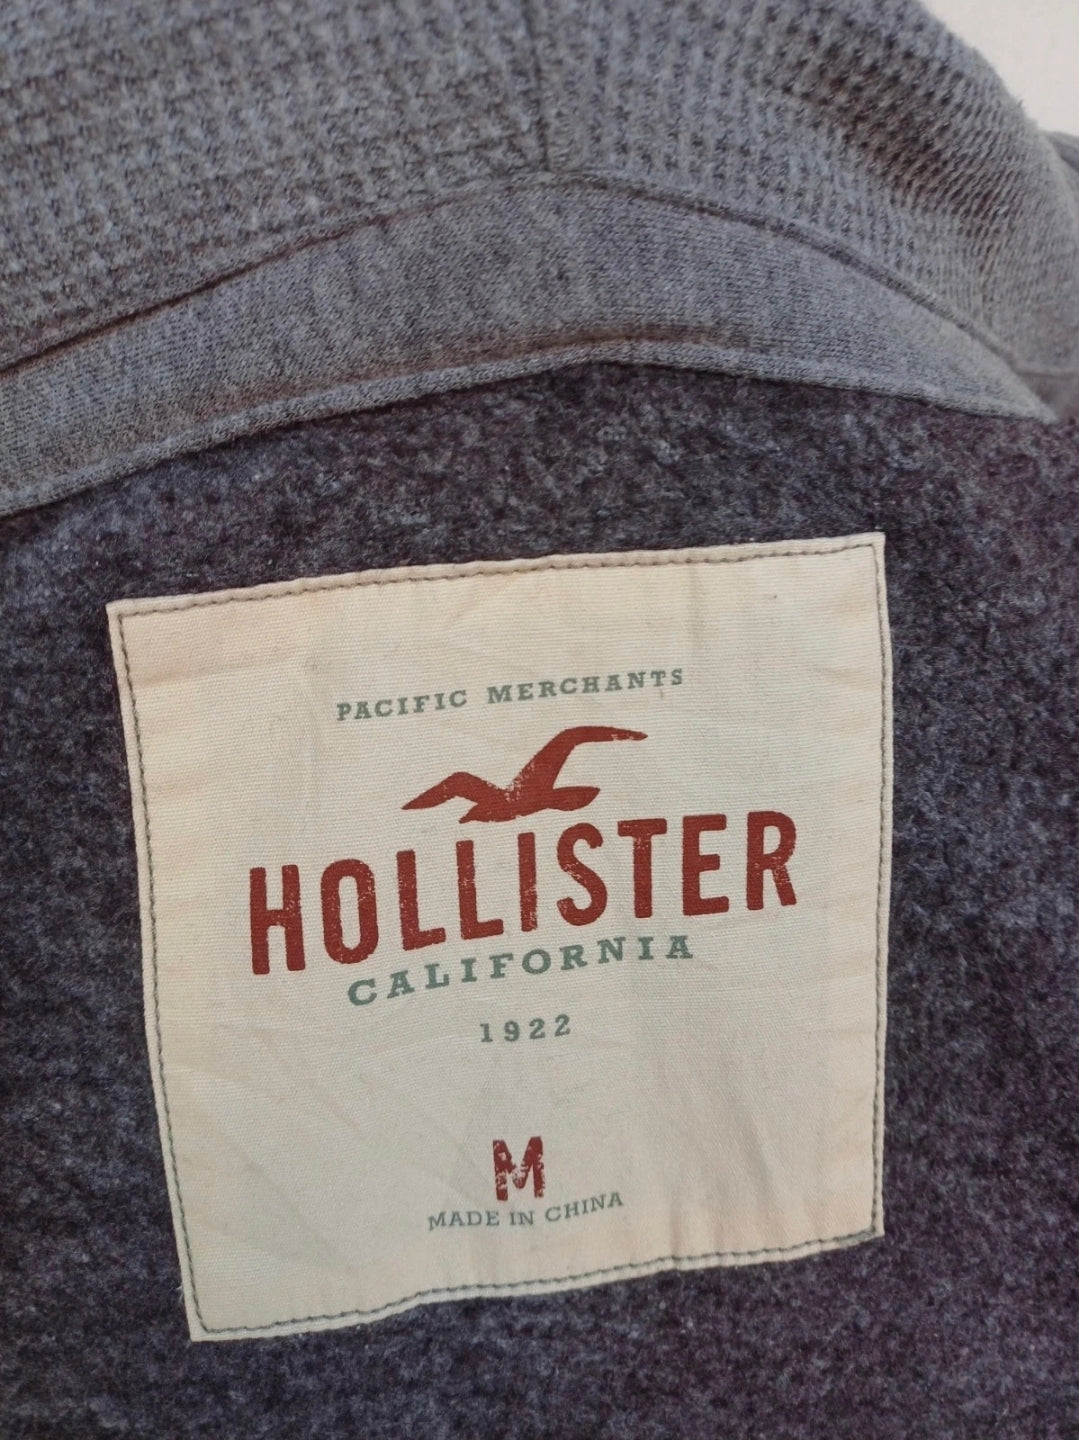 PACIFIC MERCHANTS
HOLLISTER
CALIFORNIA
1922
M
MADE IN CHINA